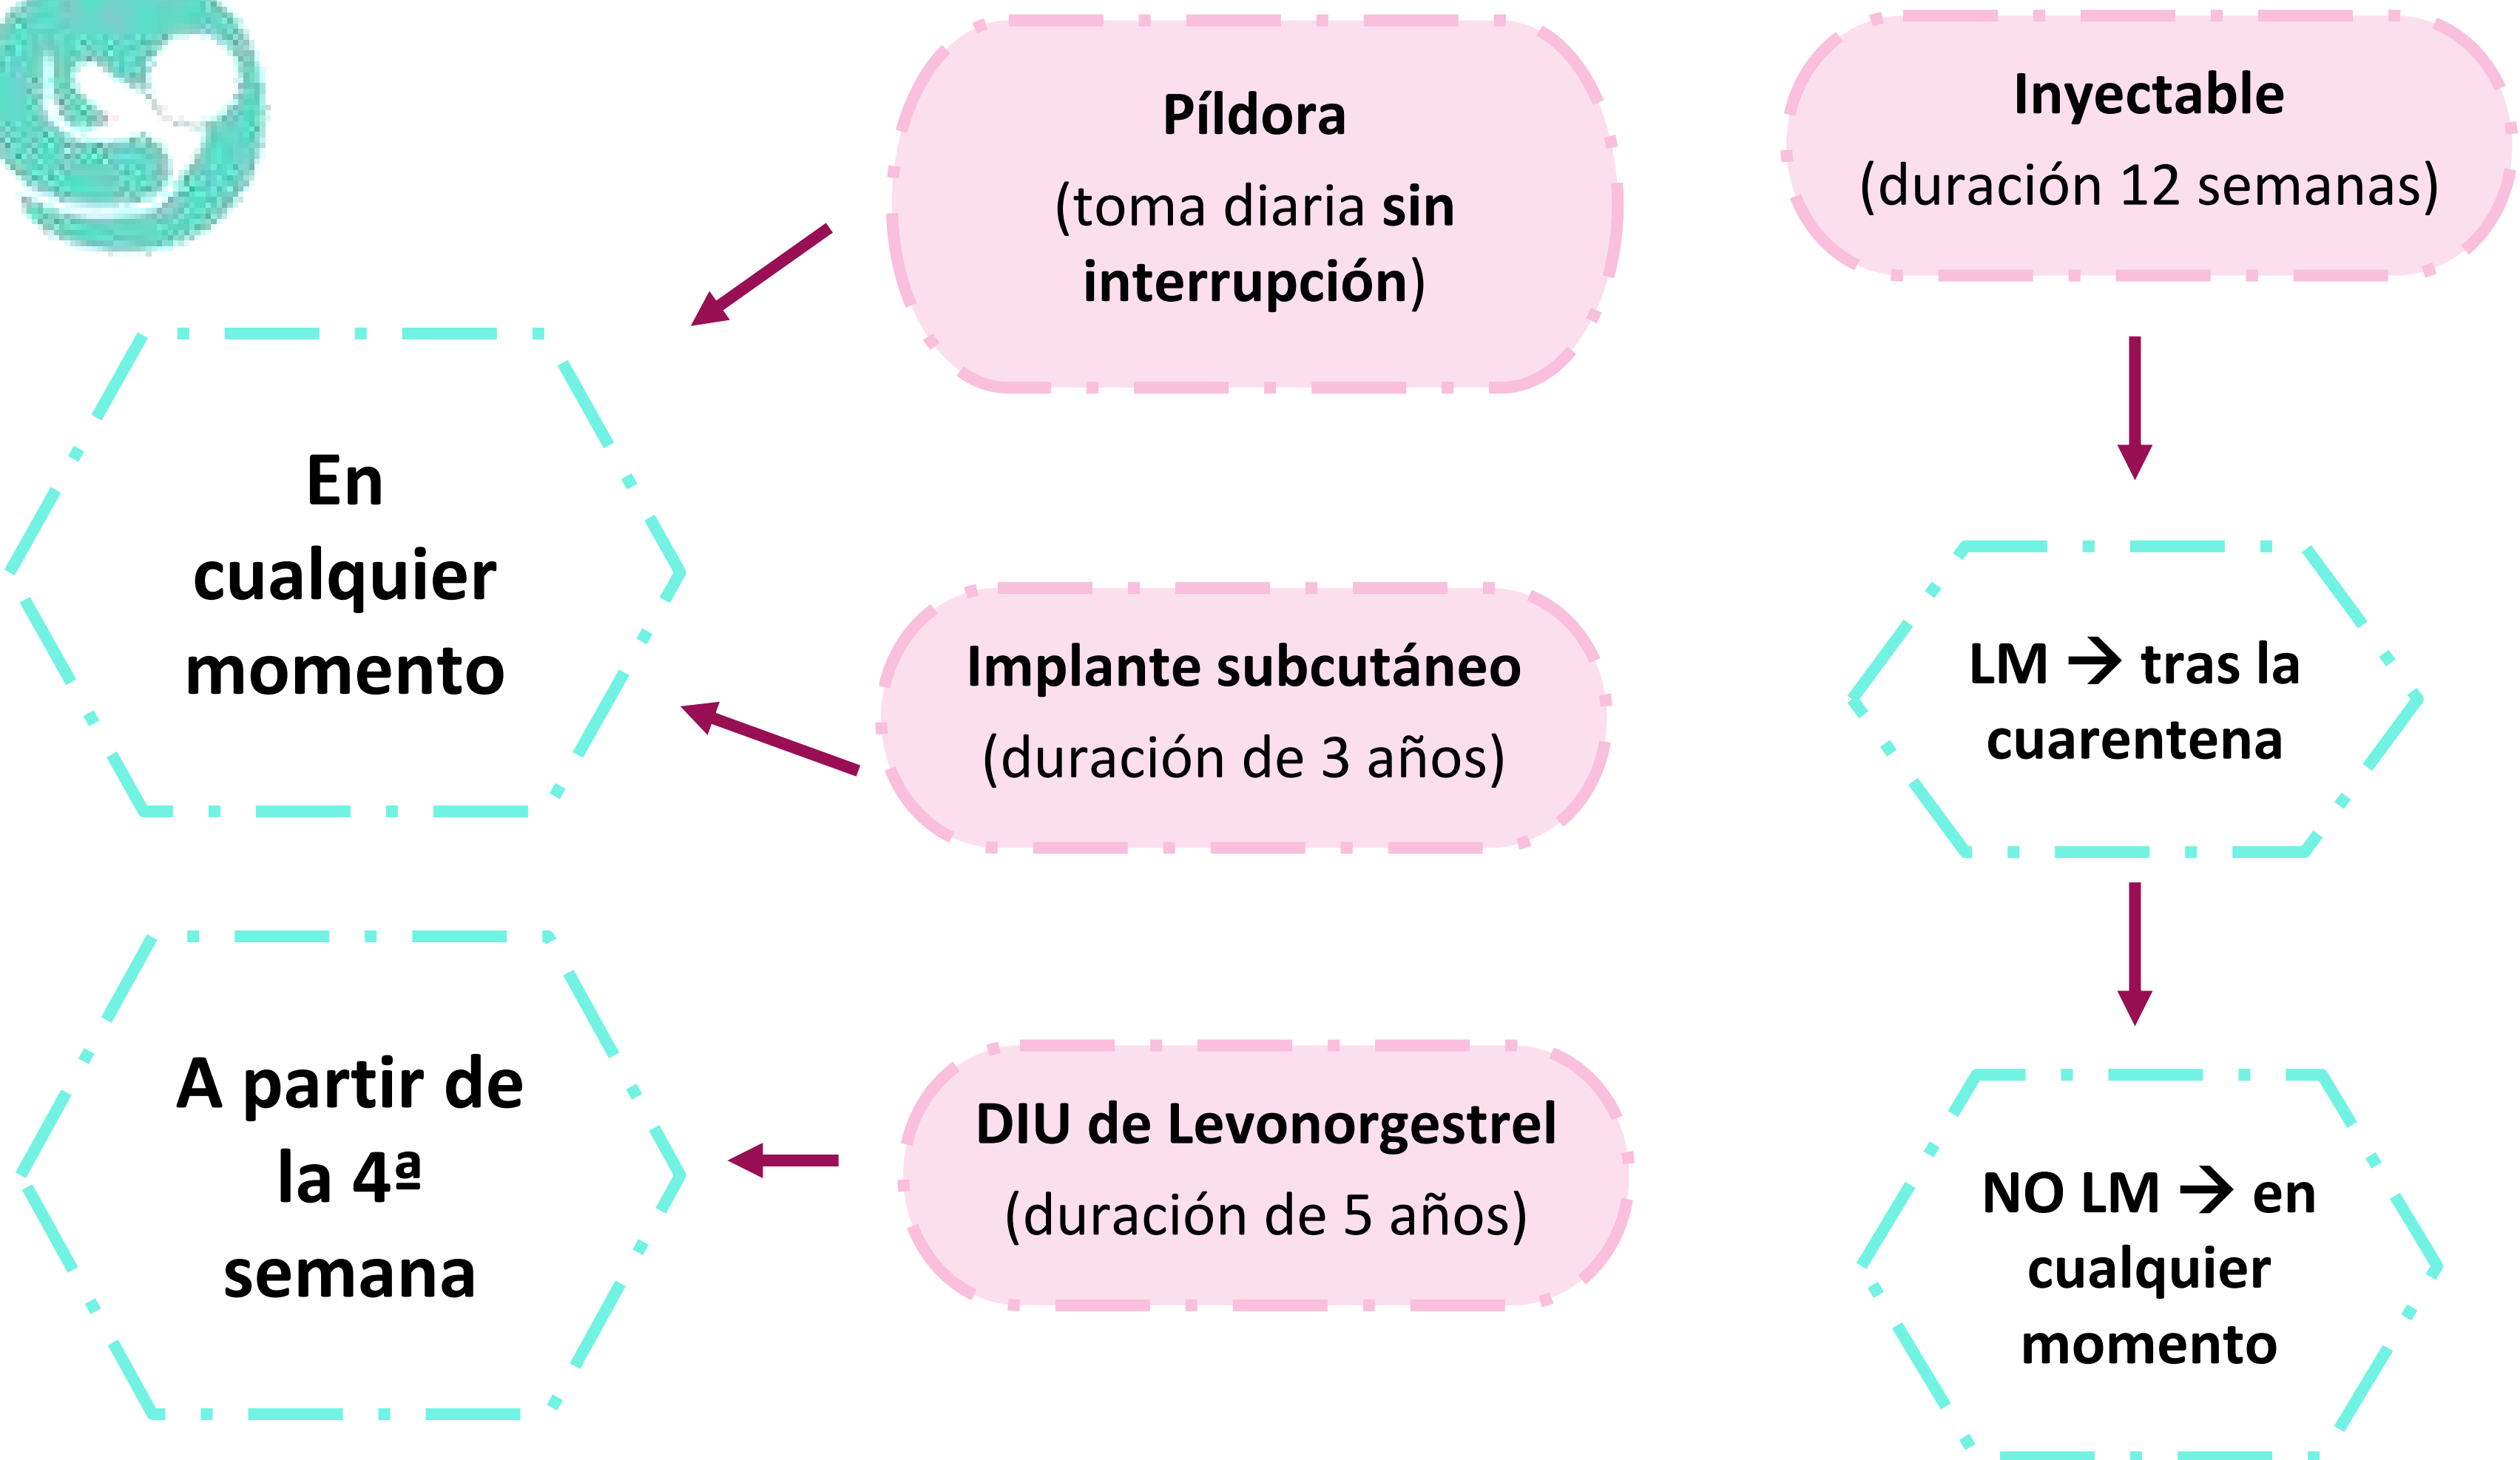 Píldora
(toma diaria sin
interrupción)
Inyectable
(duración 12 semanas)
En
cualquier
momento
Implante subcutáneo
(duración de 3 años)
LM → tras la
cuarentena
A partir de
la 4ª
semana
DIU de Levonorgestrel
(duración de 5 años)
NO LM → en
cualquier
momento